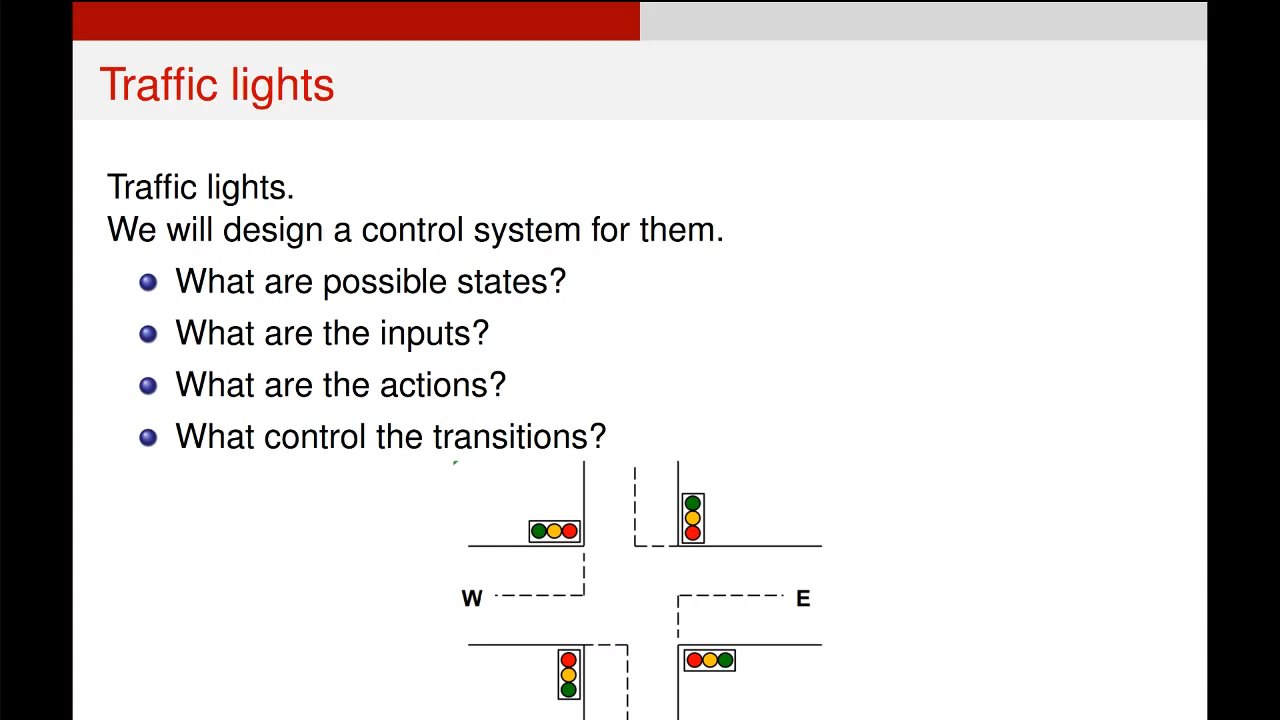 Traffic lights
Traffic lights.
We will design a control system for them.
What are possible states?
What are the inputs?
What are the actions?
What control the transitions?
W
E